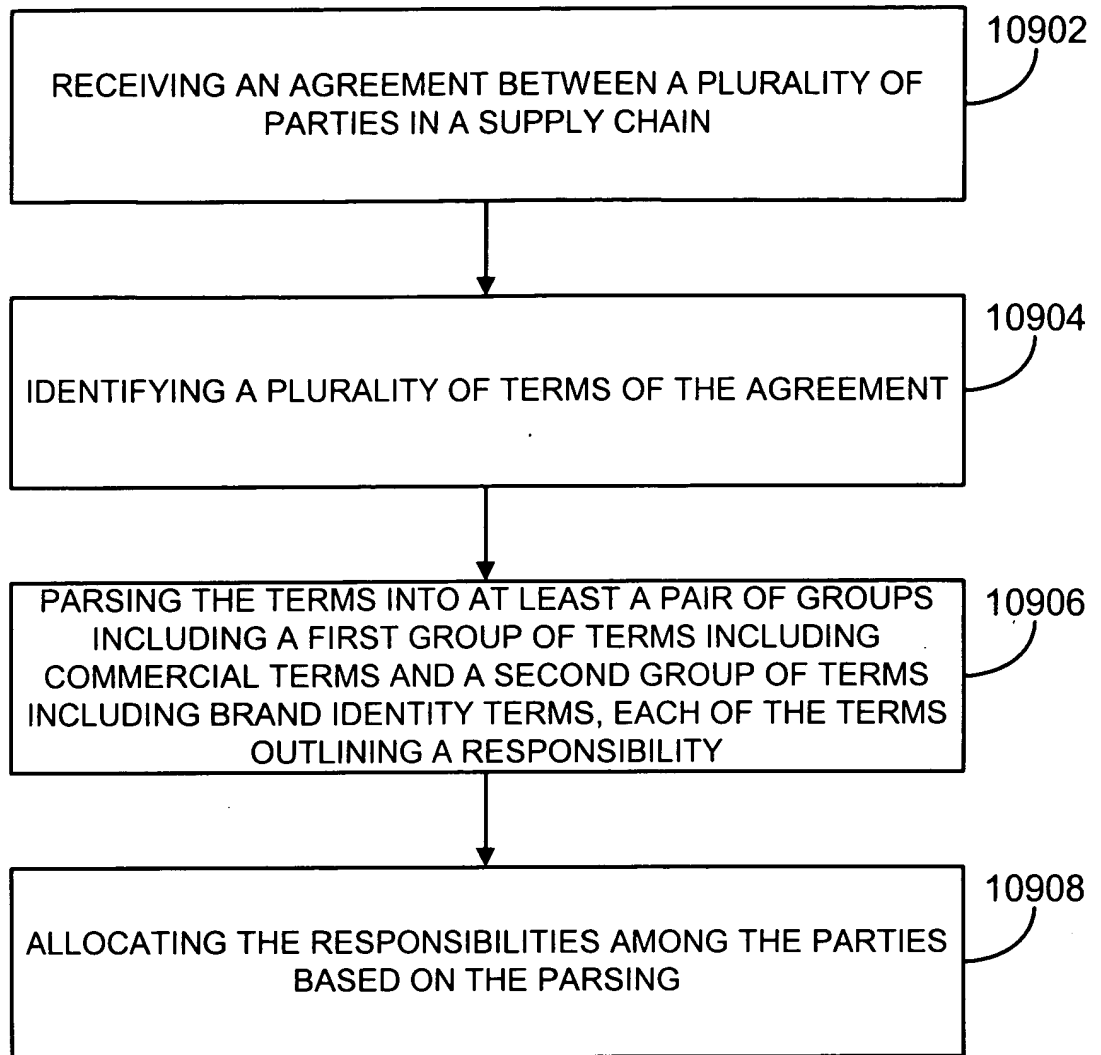 10902
RECEIVING AN AGREEMENT BETWEEN A PLURALITY OF
PARTIES IN A SUPPLY CHAIN
10904
IDENTIFYING A PLURALITY OF TERMS OF THE AGREEMENT
10906
PARSING THE TERMS INTO AT LEAST A PAIR OF GROUPS
INCLUDING A FIRST GROUP OF TERMS INCLUDING
COMMERCIAL TERMS AND A SECOND GROUP OF TERMS
INCLUDING BRAND IDENTITY TERMS, EACH OF THE TERMS
OUTLINING A RESPONSIBILITY
10908
ALLOCATING THE RESPONSIBILITIES AMONG THE PARTIES
BASED ON THE PARSING